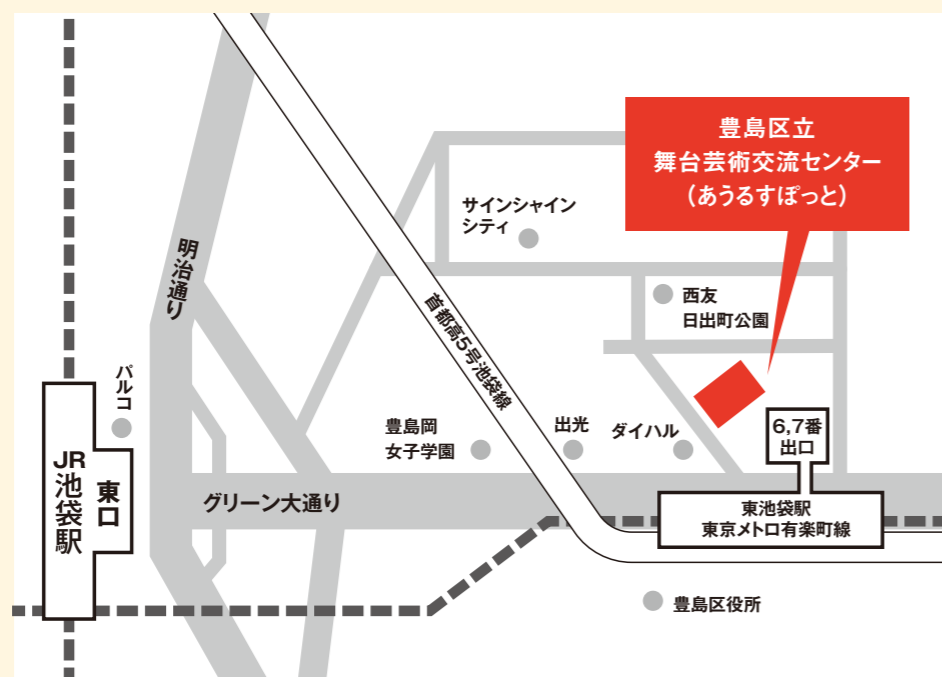 豊島区立
舞台芸術交流センター
(あうるすぽっと)
サインシャイン
シティ
明治通り
首都高5号池袋線
西友
日出町公園
パルコ
豊島岡
女子学園
出光
ダイハル
6,7番
出口
JR
池袋駅
東口
グリーン大通り
東池袋駅
東京メトロ有楽町線
豊島区役所